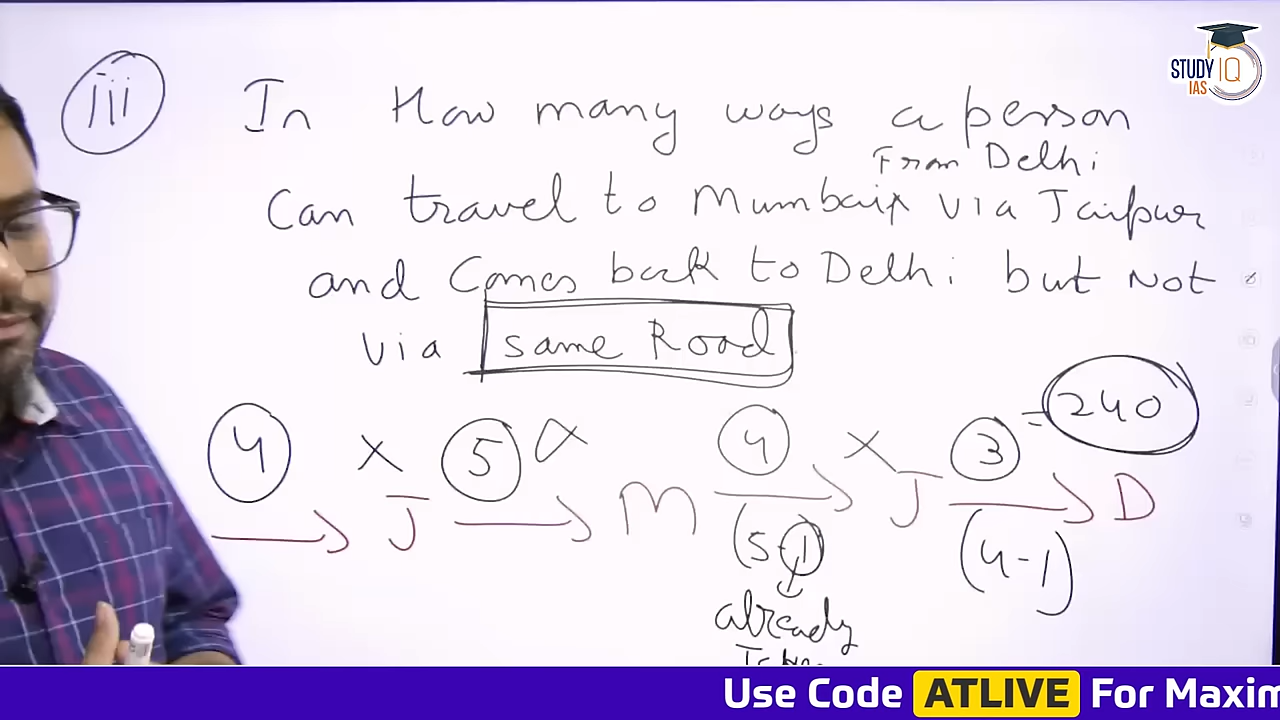 STUDY IQ
IAS
iii
In How many ways a person
From Delhi
Can travel to Mumbai via Jaipur
and Comes back to Delhi but Not
via same Road
4 × 5 × 4 × 3 = 240
J M J D
(5-1) (4-1)
already
Use Code ATLIVE For Maxim